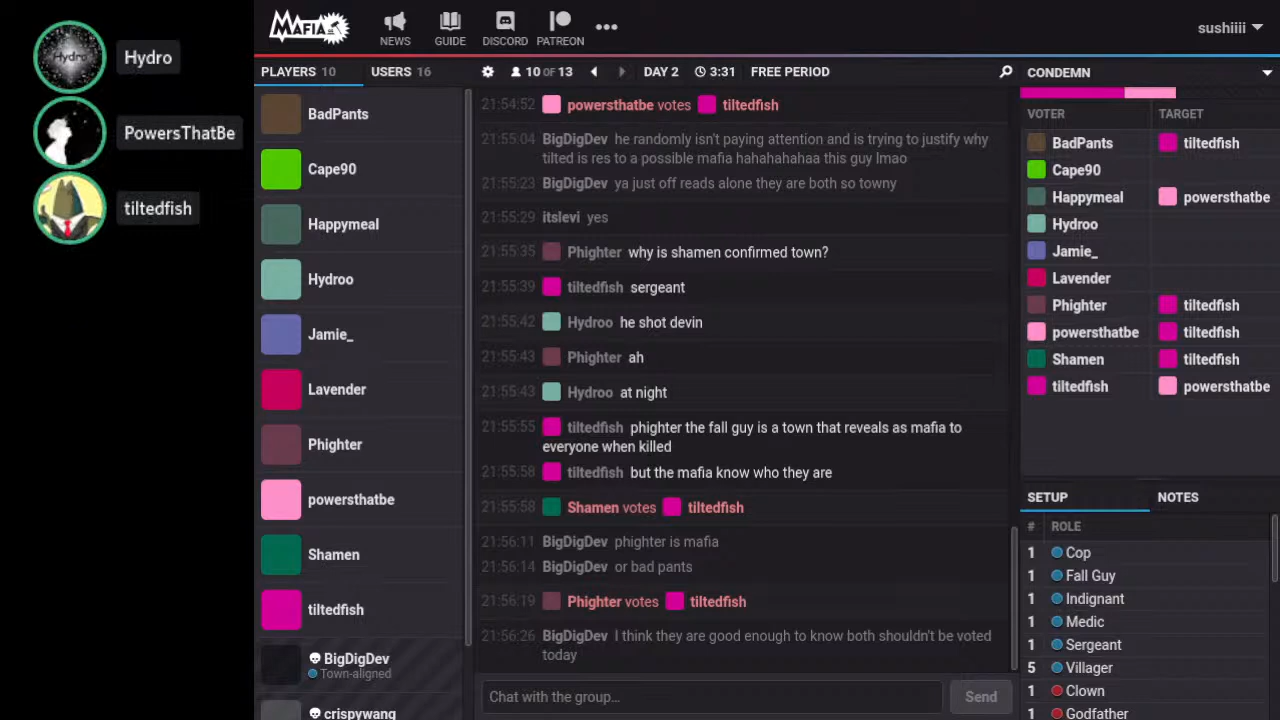 Hydro
PowersThatBe
tiltedfish
MAFIA
NEWS
GUIDE
DISCORD
PATREON
sushiiii
PLAYERS 10
USERS 16
10 OF 13
DAY 2
3:31
FREE PERIOD
CONDEMN
BadPants
Cape90
Happymeal
Hydroo
Jamie_
Lavender
Phighter
powersthatbe
Shamen
tiltedfish
BigDigDev
Town-aligned
crispywang
21:54:52 powersthatbe votes tiltedfish
21:55:04 BigDigDev he randomly isn't paying attention and is trying to justify why
tilted is res to a possible mafia hahahahahaa this guy lmao
21:55:23 BigDigDev ya just off reads alone they are both so towny
21:55:29 itslevi yes
21:55:35 Phighter why is shamen confirmed town?
21:55:39 tiltedfish sergeant
21:55:42 Hydroo he shot devin
21:55:43 Phighter ah
21:55:43 Hydroo at night
21:55:55 tiltedfish phighter the fall guy is a town that reveals as mafia to
everyone when killed
21:55:58 tiltedfish but the mafia know who they are
21:55:58 Shamen votes tiltedfish
21:56:11 BigDigDev phighter is mafia
21:56:14 BigDigDev or bad pants
21:56:19 Phighter votes tiltedfish
21:56:26 BigDigDev I think they are good enough to know both shouldn't be voted
today
Chat with the group...
Send
VOTER TARGET
BadPants tiltedfish
Cape90
Happymeal powersthatbe
Hydroo
Jamie_
Lavender
Phighter tiltedfish
powersthatbe tiltedfish
Shamen tiltedfish
tiltedfish powersthatbe
SETUP NOTES
# ROLE
1 Cop
1 Fall Guy
1 Indignant
1 Medic
1 Sergeant
5 Villager
1 Clown
1 Godfather